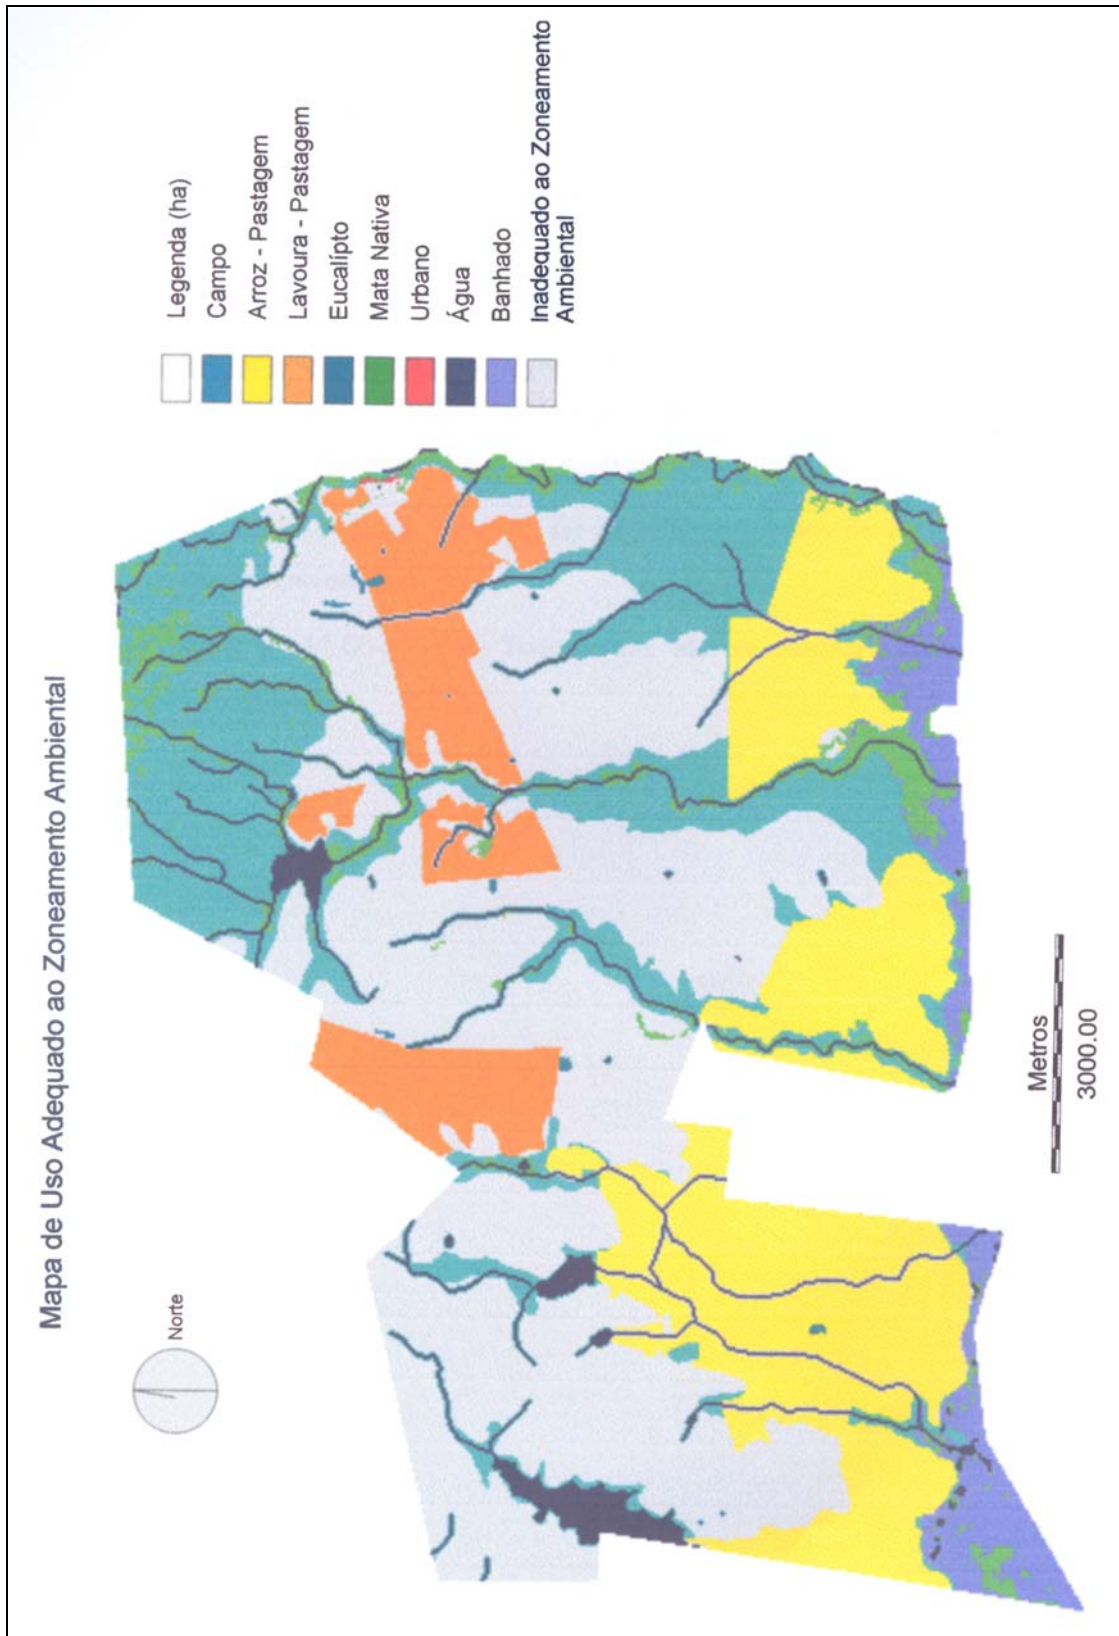 Mapa de Uso Adequado ao Zoneamento Ambiental
Norte
Legenda (ha)
Campo
Arroz - Pastagem
Lavoura - Pastagem
Eucalípto
Mata Nativa
Urbano
Água
Banhado
Inadequado ao Zoneamento
Ambiental
Metros
3000.00